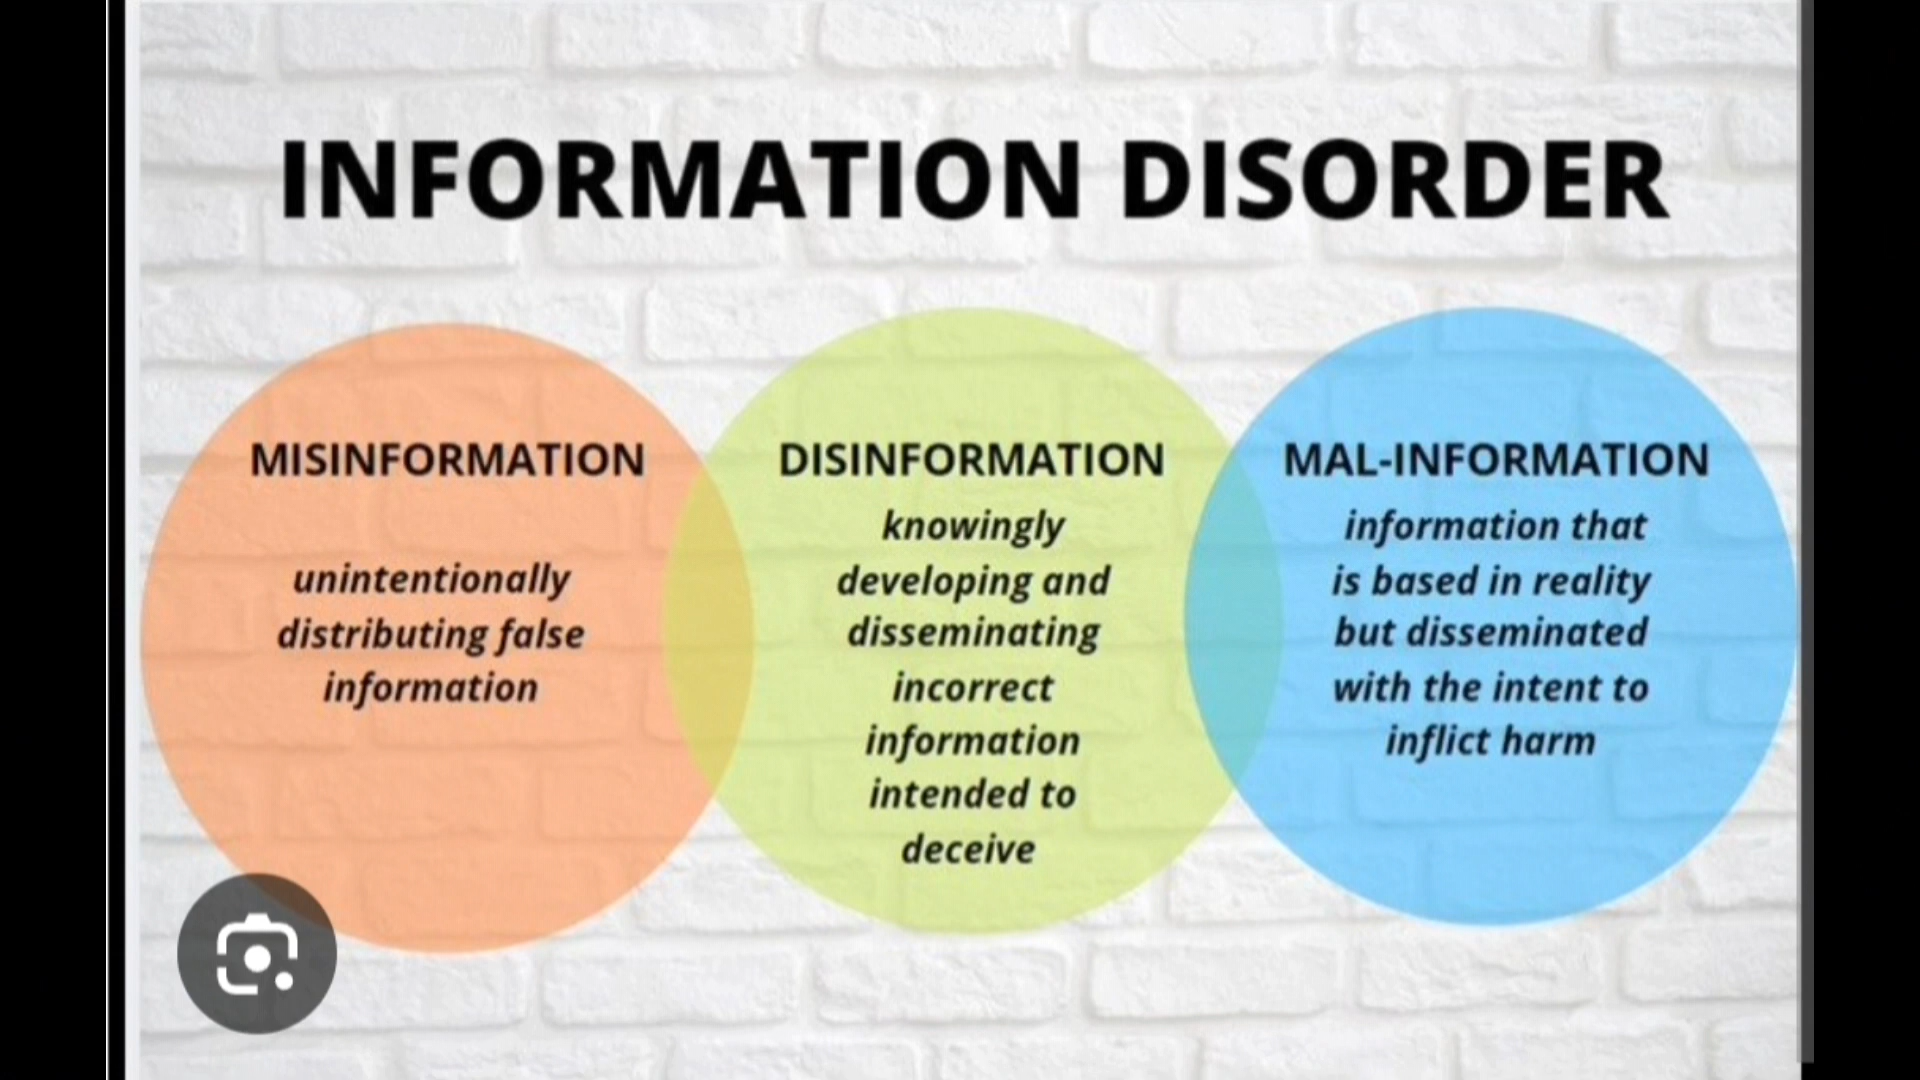 INFORMATION DISORDER
MISINFORMATION
unintentionally
distributing false
information
DISINFORMATION
knowingly
developing and
disseminating
incorrect
information
intended to
deceive
MAL-INFORMATION
information that
is based in reality
but disseminated
with the intent to
inflict harm